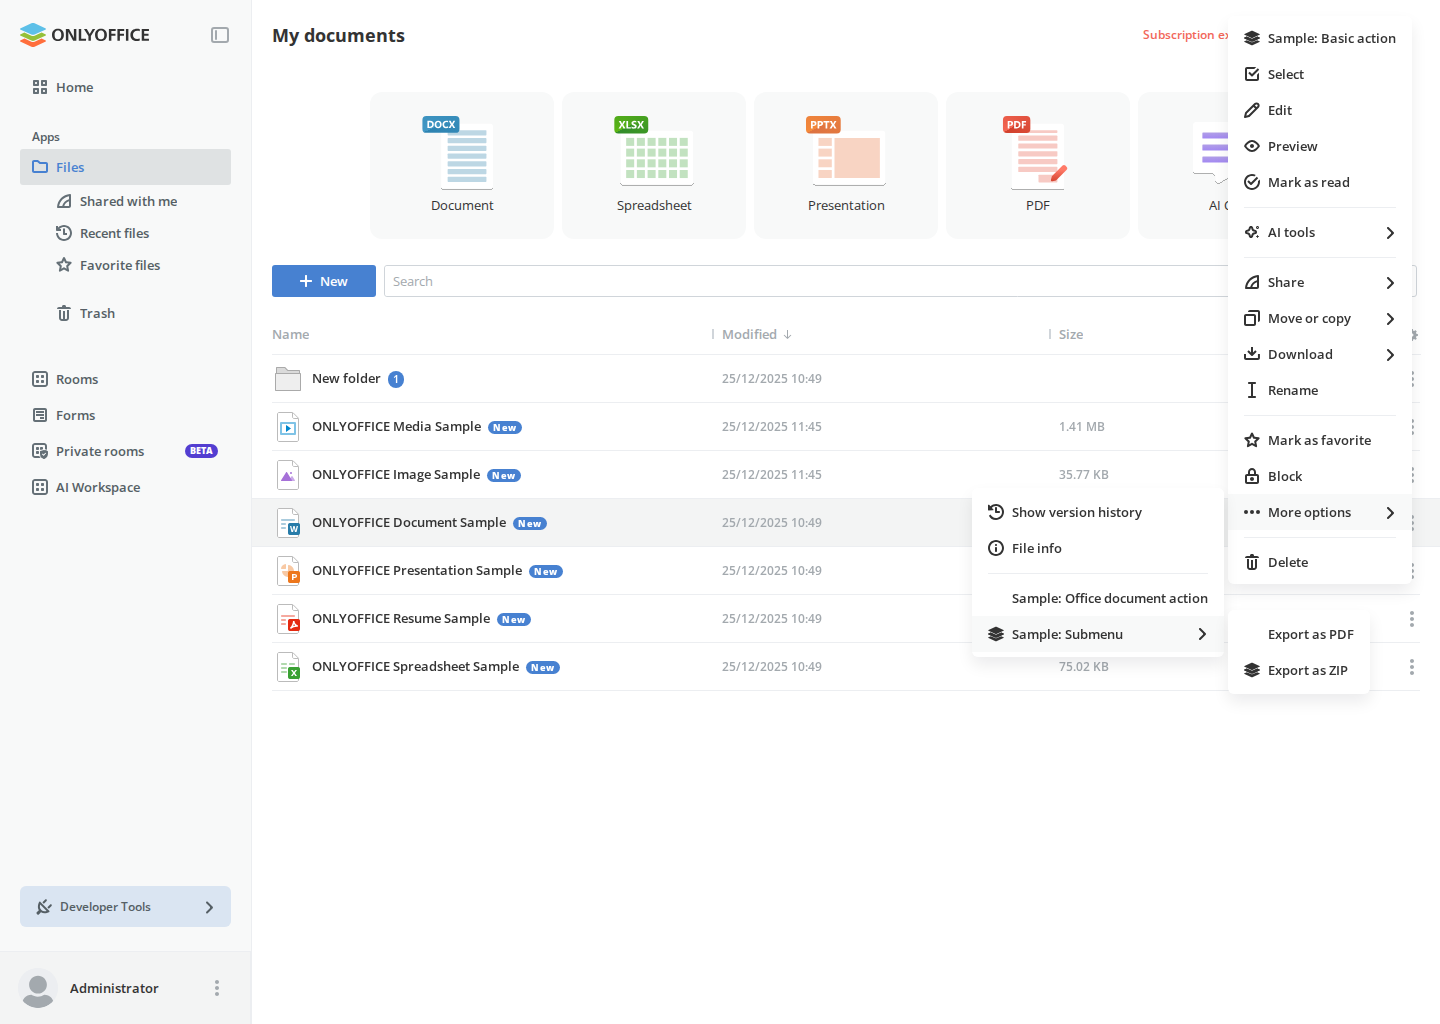 ONLYOFFICE
Home
Apps
Files
Shared with me
Recent files
Favorite files
Trash
Rooms
Forms
Private rooms BETA
AI Workspace
Developer Tools
Administrator
My documents
Subscription
DOCX
Document
XLSX
Spreadsheet
PPTX
Presentation
PDF
PDF
AI
New
Search
Name Modified Size
New folder 1 25/12/2025 10:49
ONLYOFFICE Media Sample New 25/12/2025 11:45 1.41 MB
ONLYOFFICE Image Sample New 25/12/2025 11:45 35.77 KB
W
ONLYOFFICE Document Sample New 25/12/2025 10:49
P
ONLYOFFICE Presentation Sample New 25/12/2025 10:49
ONLYOFFICE Resume Sample New 25/12/2025 10:49
X
ONLYOFFICE Spreadsheet Sample New 25/12/2025 10:49 75.02 KB
Sample: Basic action
Select
Edit
Preview
Mark as read
AI tools
Share
Move or copy
Download
Rename
Mark as favorite
Block
More options
Delete
Show version history
File info
Sample: Office document action
Sample: Submenu
Export as PDF
Export as ZIP